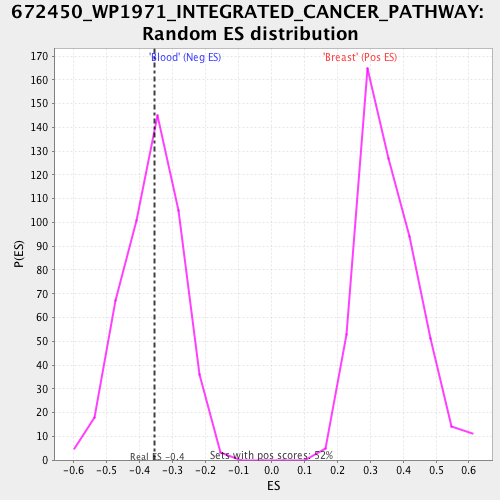 672450_WP1971_INTEGRATED_CANCER_PATHWAY:
Random ES distribution
'Blood' (Neg ES)
'Breast' (Pos ES)
170
160
150
140
130
120
110
100
90
80
70
60
50
40
30
20
10
0
P(ES)
Real ES -0.4
Sets with pos scores: 52%
-0.6 -0.5 -0.4 -0.3 -0.2 -0.1 0.0 0.1 0.2 0.3 0.4 0.5 0.6
ES